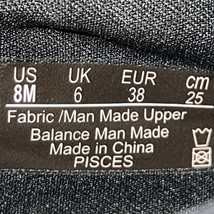 US UK EUR cm
8M 6 38 25
Fabric /Man Made Upper
Balance Man Made
Made in China
PISCES